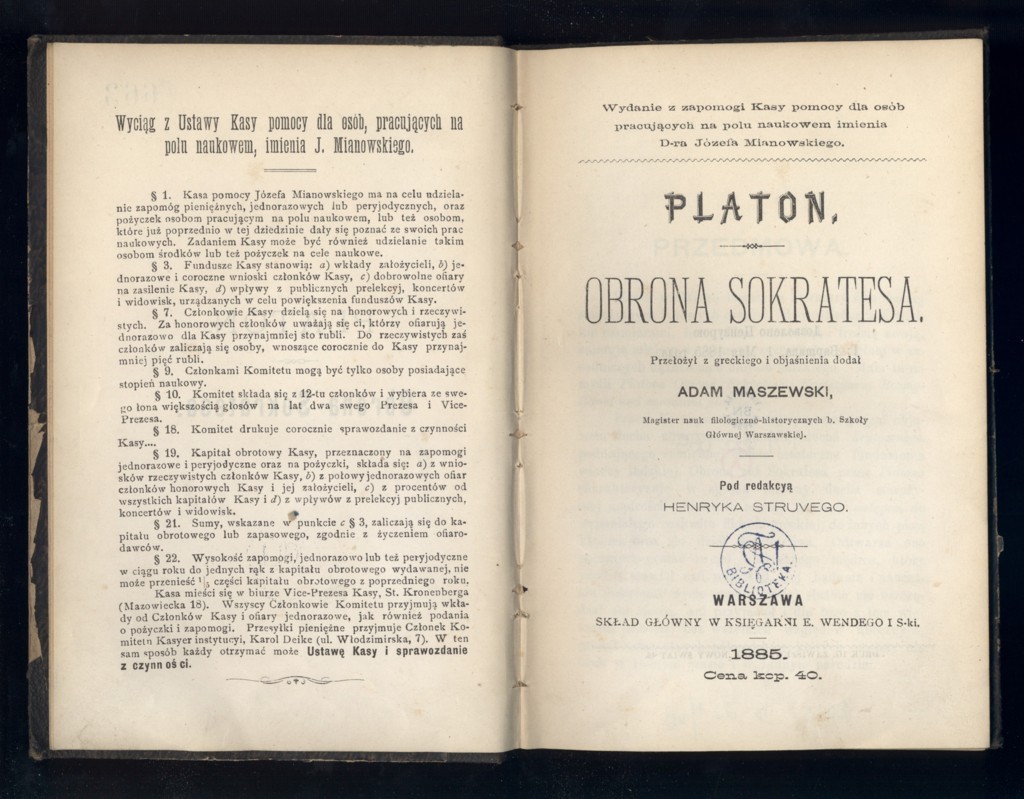 Wyciąg z Ustawy Kasy pomocy dla osób, pracujących na
polu naukowem, imienia J. Mianowskiego.
§ 1. Kasa pomocy Józefa Mianowskiego ma na celu udziela-
nie zapomóg pieniężnych, jednorazowych lub peryjodycznych, oraz
pożyczek osobom pracującym na polu naukowem, lub też osobom,
które już poprzednio w tej dziedzinie dały się poznać ze swoich prac
naukowych. Zadaniem Kasy może być również udzielanie takim
osobom środków lub też pożyczek na cele naukowe.
§ 3. Fundusze Kasy stanowią: a) wkłady założycieli, b) je-
dnorazowe i coroczne wnioski członków Kasy, c) dobrowolne ofiary
na zasilenie Kasy, d) wpływy z publicznych prelekcyj, koncertów
i widowisk, urządzanych w celu powiększenia funduszów Kasy.
§ 7. Członkowie Kasy dzielą się na honorowych i rzeczywi-
stych. Za honorowych członków uważają się ci, którzy ofiarują je-
dnorazowo dla Kasy przynajmniej sto rubli. Do rzeczywistych zaś
członków zaliczają się osoby, wnoszące corocznie do Kasy przynaj-
mniej pięć rubli.
§ 9. Członkami Komitetu mogą być tylko osoby posiadające
stopień naukowy.
§ 10. Komitet składa się z 12-tu członków i wybiera ze swe-
go łona większością głosów na lat dwa swego Prezesa i Vice-
Prezesa.
§ 18. Komitet drukuje corocznie sprawozdanie z czynności
Kasy....
§ 19. Kapitał obrotowy Kasy, przeznaczony na zapomogi
jednorazowe i peryjodyczne oraz na pożyczki, składa się: a) z wnio-
sków rzeczywistych członków Kasy, b) z połowy jednorazowych ofiar
członków honorowych Kasy i jej założycieli, c) z procentów od
wszystkich kapitałów Kasy i d) z wpływów z prelekcyj publicznych,
koncertów i widowisk.
§ 21. Sumy, wskazane w punkcie c § 3, zaliczają się do ka-
pitału obrotowego lub zapasowego, zgodnie z życzeniem ofiaro-
dawców.
§ 22. Wysokość zapomogi, jednorazowo lub też peryjodyczne
w ciągu roku do jednych rąk z kapitału obrotowego wydawanej, nie
może przenieść części kapitału obrotowego z poprzedniego roku.
Kasa mieści się w biurze Vice-Prezesa Kasy, St. Kronenberga
(Mazowiecka 18). Wszyscy Członkowie Komitetu przyjmują wkła-
dy od Członków Kasy i ofiary jednorazowe, jak również podania
o pożyczki i zapomogi. Przesyłki pieniężne przyjmuje Członek Ko-
mitetu Kasyer instytucyi, Karol Deike (ul. Włodzimirska, 7). W ten
sam sposób każdy otrzymać może Ustawę Kasy i sprawozdanie
z czynności.
Wydanie z zapomogi Kasy pomocy dla osób
pracujących na polu naukowem imienia
D-ra Józefa Mianowskiego.
PLATON,
OBRONA SOKRATESA.
Przełożył z greckiego i objaśnienia dodał
ADAM MASZEWSKI,
Magister nauk filologiczno-historycznych b. Szkoły
Głównej Warszawskiej.
Pod redakcyą
HENRYKA STRUVEGO.
BIBLIOTEKA
WARSZAWA
SKŁAD GŁÓWNY W KSIĘGARNI E. WENDEGO I S-ki.
1885.
Cena kop. 40.